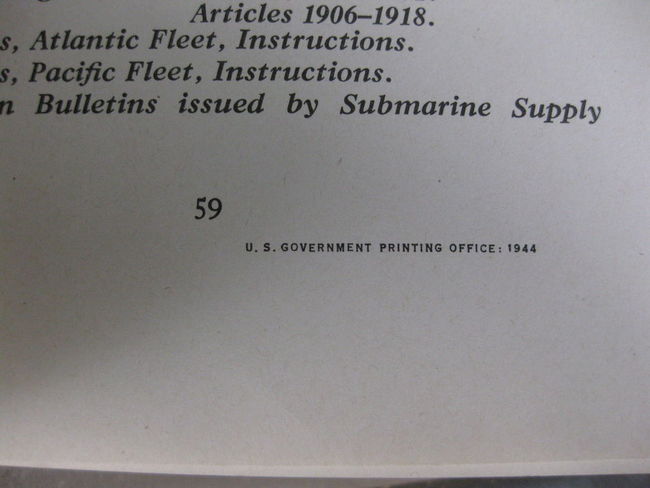 Articles 1906–1918.
s, Atlantic Fleet, Instructions.
s, Pacific Fleet, Instructions.
n Bulletins issued by Submarine Supply
59
U. S. GOVERNMENT PRINTING OFFICE: 1944